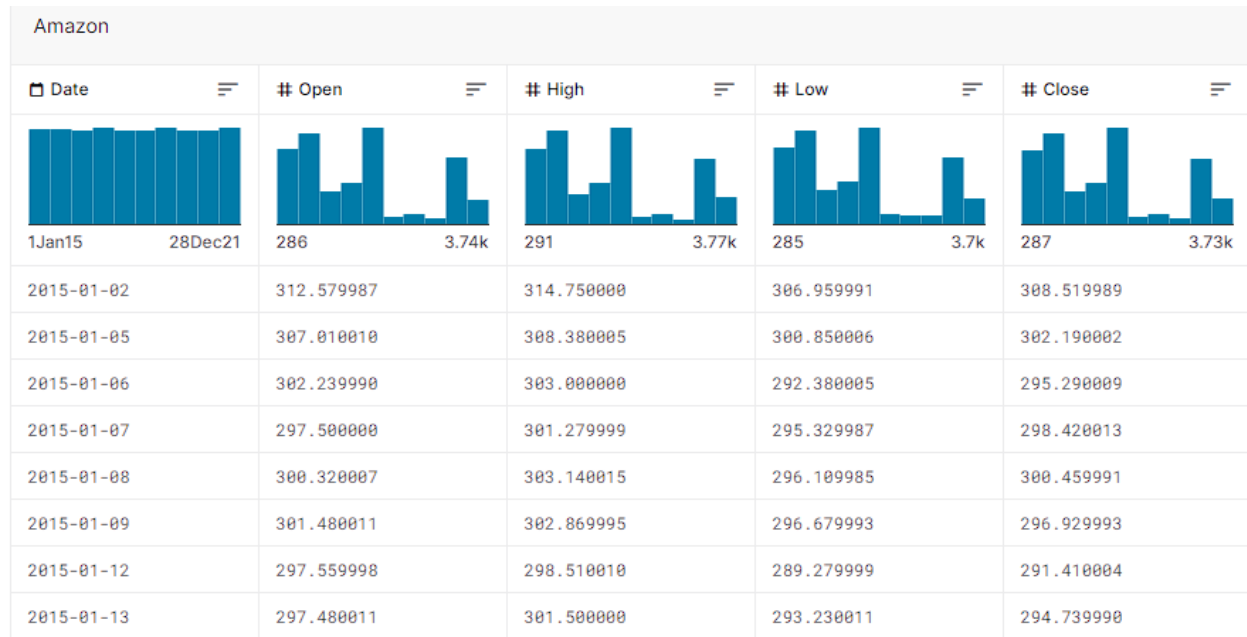 Amazon
Date # Open # High # Low # Close
1Jan15 28Dec21 286 3.74k 291 3.77k 285 3.7k 287 3.73k
2015-01-02 312.579987 314.750000 306.959991 308.519989
2015-01-05 307.010010 308.380005 300.850006 302.190002
2015-01-06 302.239990 303.000000 292.380005 295.290009
2015-01-07 297.500000 301.279999 295.329987 298.420013
2015-01-08 300.320007 303.140015 296.109985 300.459991
2015-01-09 301.480011 302.869995 296.679993 296.929993
2015-01-12 297.559998 298.510010 289.279999 291.410004
2015-01-13 297.480011 301.500000 293.230011 294.739990